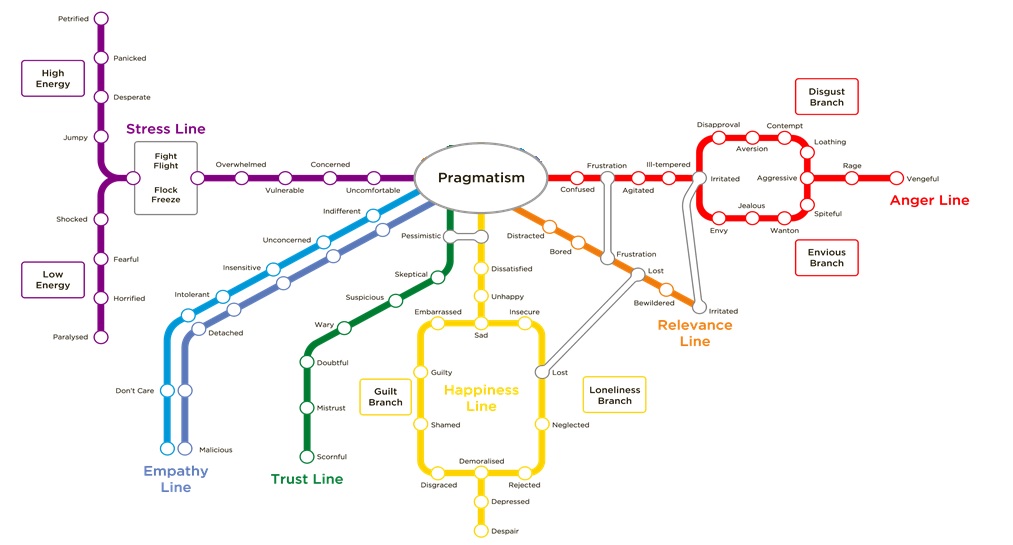 Petrified
Panicked
High
Energy
Desperate
Jumpy
Stress Line
Fight
Flight
Flock
Freeze
Overwhelmed
Vulnerable
Concerned
Uncomfortable
Shocked
Fearful
Low
Energy
Horrified
Paralysed
Pragmatism
Indifferent
Unconcerned
Insensitive
Intolerant
Detached
Don't Care
Malicious
Empathy
Line
Pessimistic
Skeptical
Suspicious
Wary
Doubtful
Mistrust
Scornful
Trust Line
Dissatisfied
Unhappy
Embarrassed
Sad
Insecure
Guilty
Lost
Guilt
Branch
Happiness
Line
Loneliness
Branch
Shamed
Neglected
Demoralised
Disgraced
Rejected
Depressed
Despair
Distracted
Bored
Frustration
Lost
Bewildered
Irritated
Relevance
Line
Confused
Frustration
Agitated
Ill-tempered
Irritated
Disgust
Branch
Disapproval
Aversion
Contempt
Loathing
Aggressive
Rage
Vengeful
Anger Line
Spiteful
Envy
Jealous
Wanton
Envious
Branch